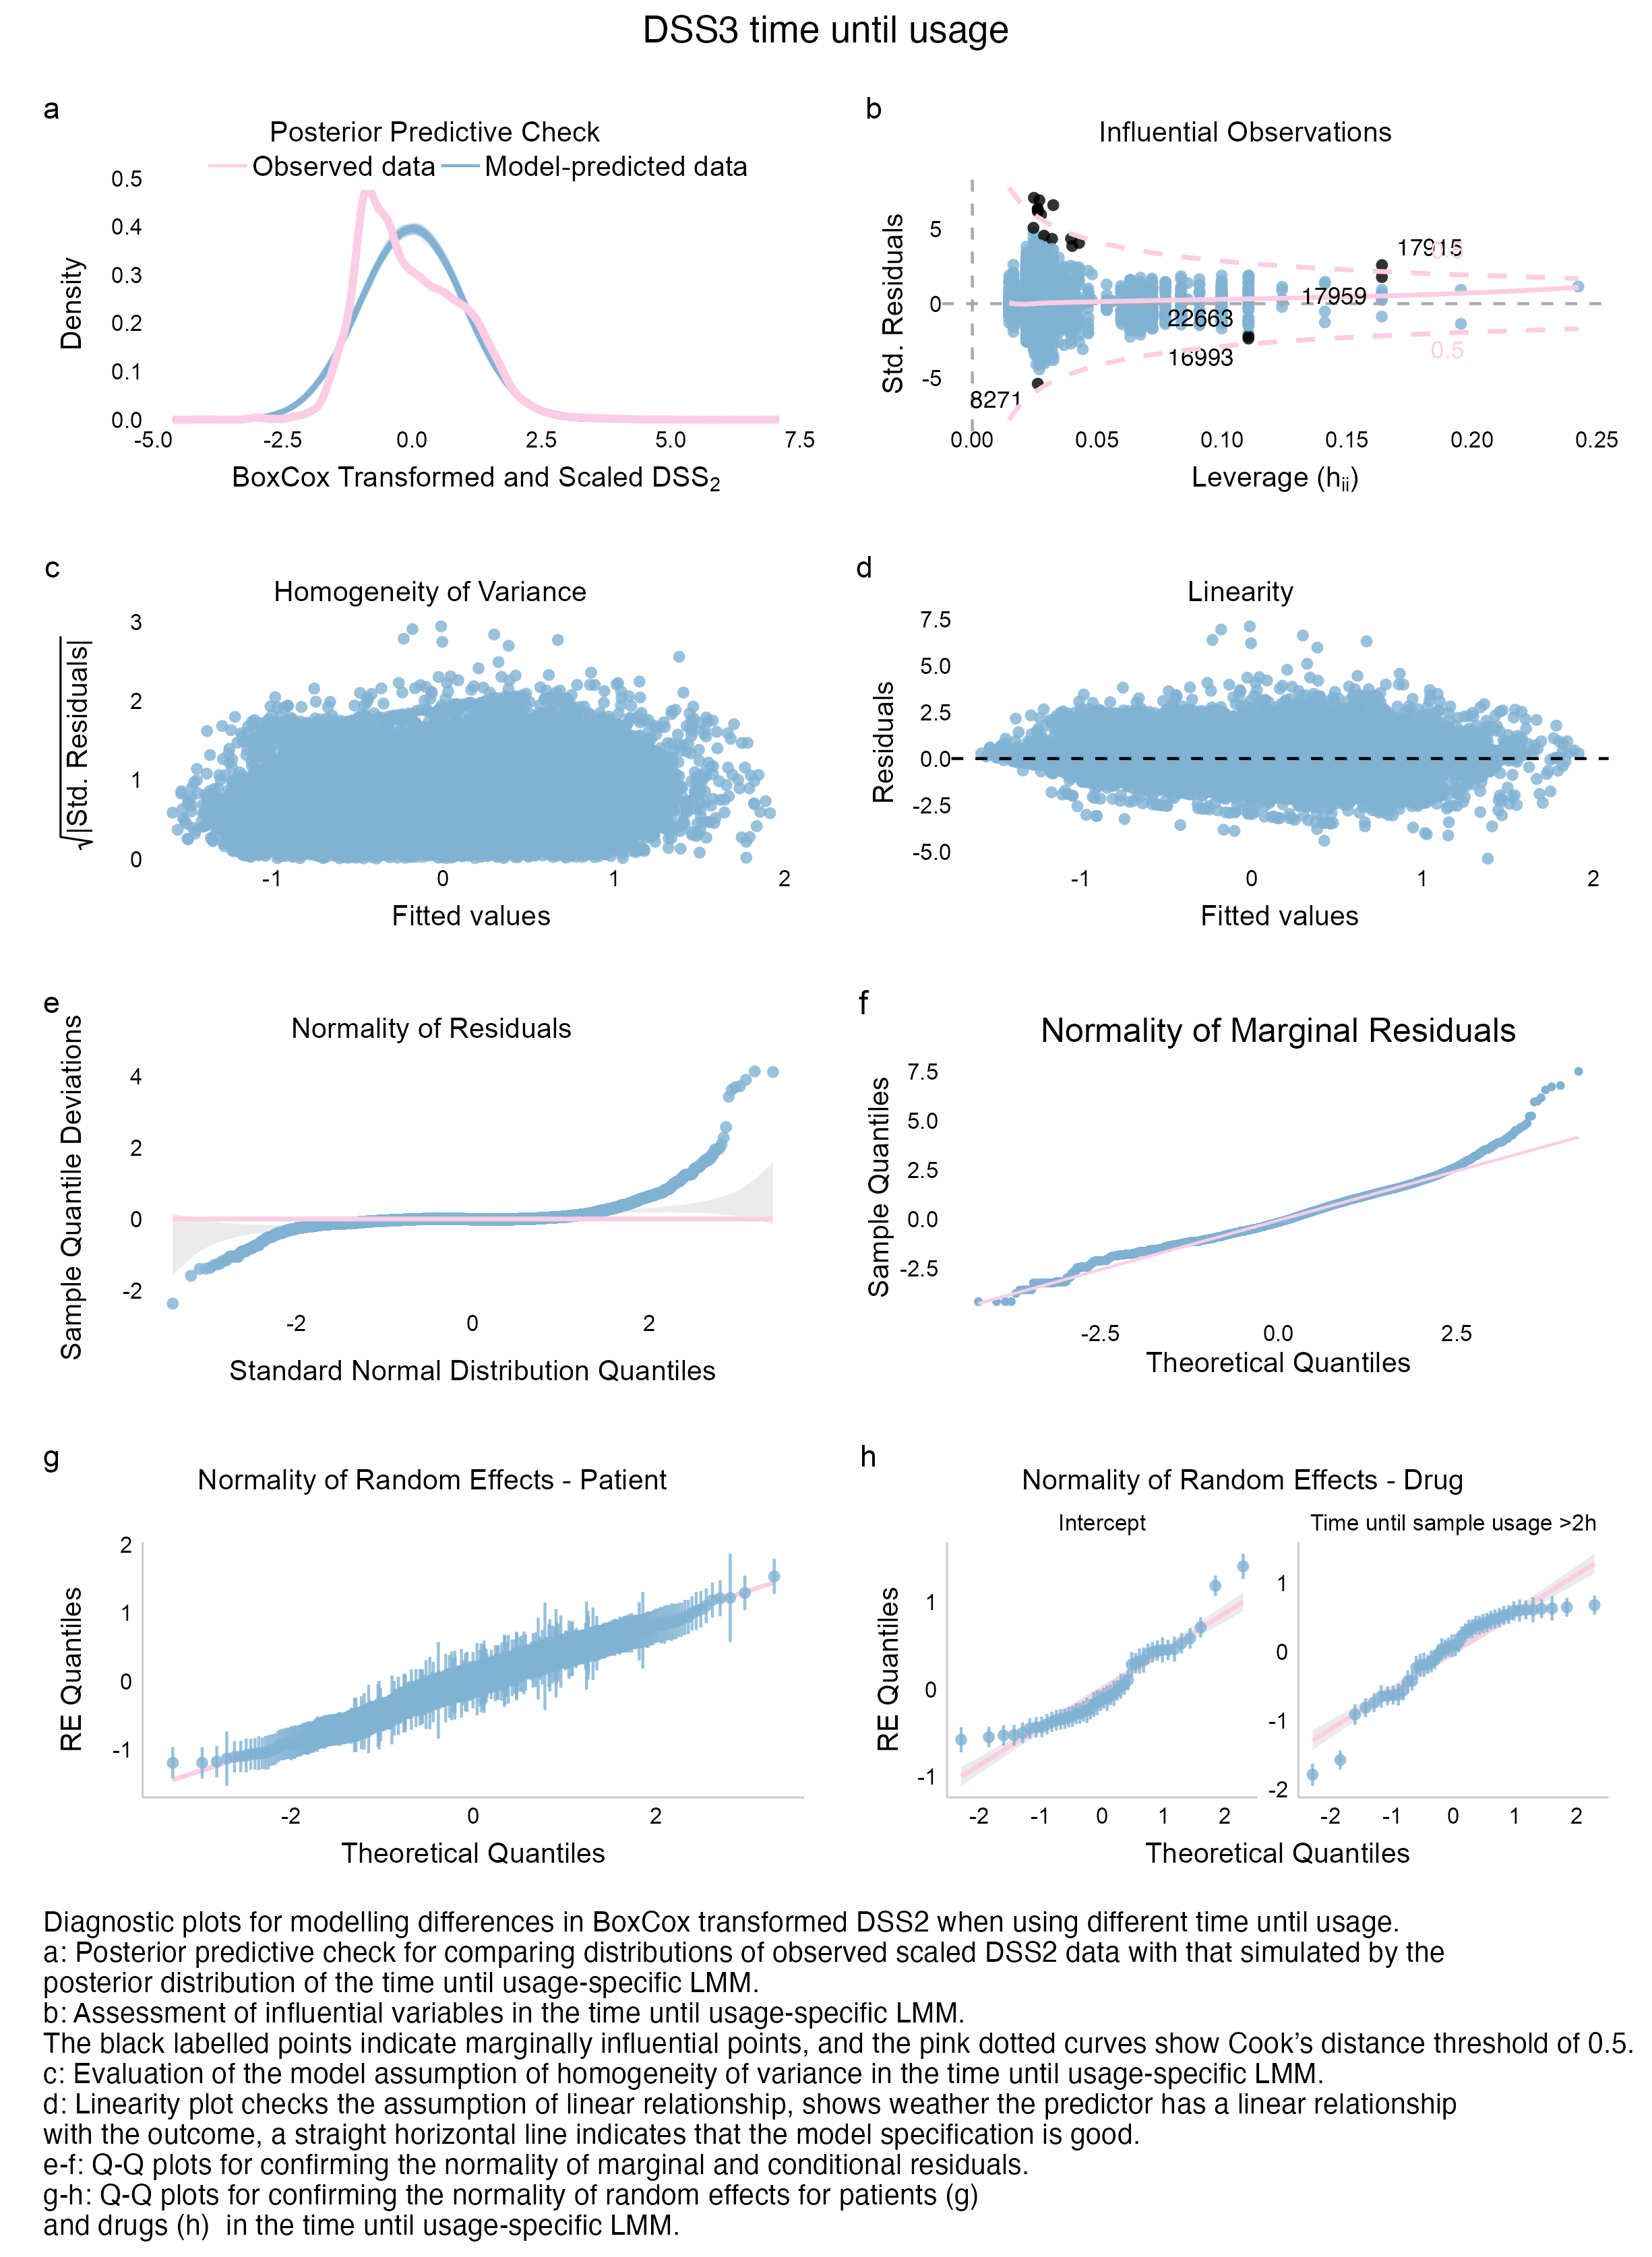 DSS3 time until usage
a
Posterior Predictive Check
Observed data
Model-predicted data
Density
0.5
0.4
0.3
0.2
0.1
0.0
-5.0
-2.5
0.0
2.5
5.0
7.5
BoxCox Transformed and Scaled DSS₂
b
Influential Observations
Std. Residuals
5
0
-5
17915
0.5
17959
22663
16993
0.5
8271
0.00
0.05
0.10
0.15
0.20
0.25
Leverage (hᵢᵢ)
c
Homogeneity of Variance
√|Std. Residuals|
3
2
1
0
-1
0
1
2
Fitted values
d
Linearity
Residuals
7.5
5.0
2.5
0.0
-2.5
-5.0
-1
0
1
2
Fitted values
e
Normality of Residuals
Sample Quantile Deviations
4
2
0
-2
-2
0
2
Standard Normal Distribution Quantiles
f
Normality of Marginal Residuals
Sample Quantiles
7.5
5.0
2.5
0.0
-2.5
-2.5
0.0
2.5
Theoretical Quantiles
g
Normality of Random Effects - Patient
RE Quantiles
2
1
0
-1
-2
0
2
Theoretical Quantiles
h
Normality of Random Effects - Drug
Intercept
Time until sample usage >2h
RE Quantiles
1
0
-1
1
0
-1
-2
-2
-1
0
1
2
-2
-1
0
1
2
Theoretical Quantiles
Diagnostic plots for modelling differences in BoxCox transformed DSS2 when using different time until usage.
a: Posterior predictive check for comparing distributions of observed scaled DSS2 data with that simulated by the
posterior distribution of the time until usage-specific LMM.
b: Assessment of influential variables in the time until usage-specific LMM.
The black labelled points indicate marginally influential points, and the pink dotted curves show Cook’s distance threshold of 0.5.
c: Evaluation of the model assumption of homogeneity of variance in the time until usage-specific LMM.
d: Linearity plot checks the assumption of linear relationship, shows weather the predictor has a linear relationship
with the outcome, a straight horizontal line indicates that the model specification is good.
e-f: Q-Q plots for confirming the normality of marginal and conditional residuals.
g-h: Q-Q plots for confirming the normality of random effects for patients (g)
and drugs (h)  in the time until usage-specific LMM.